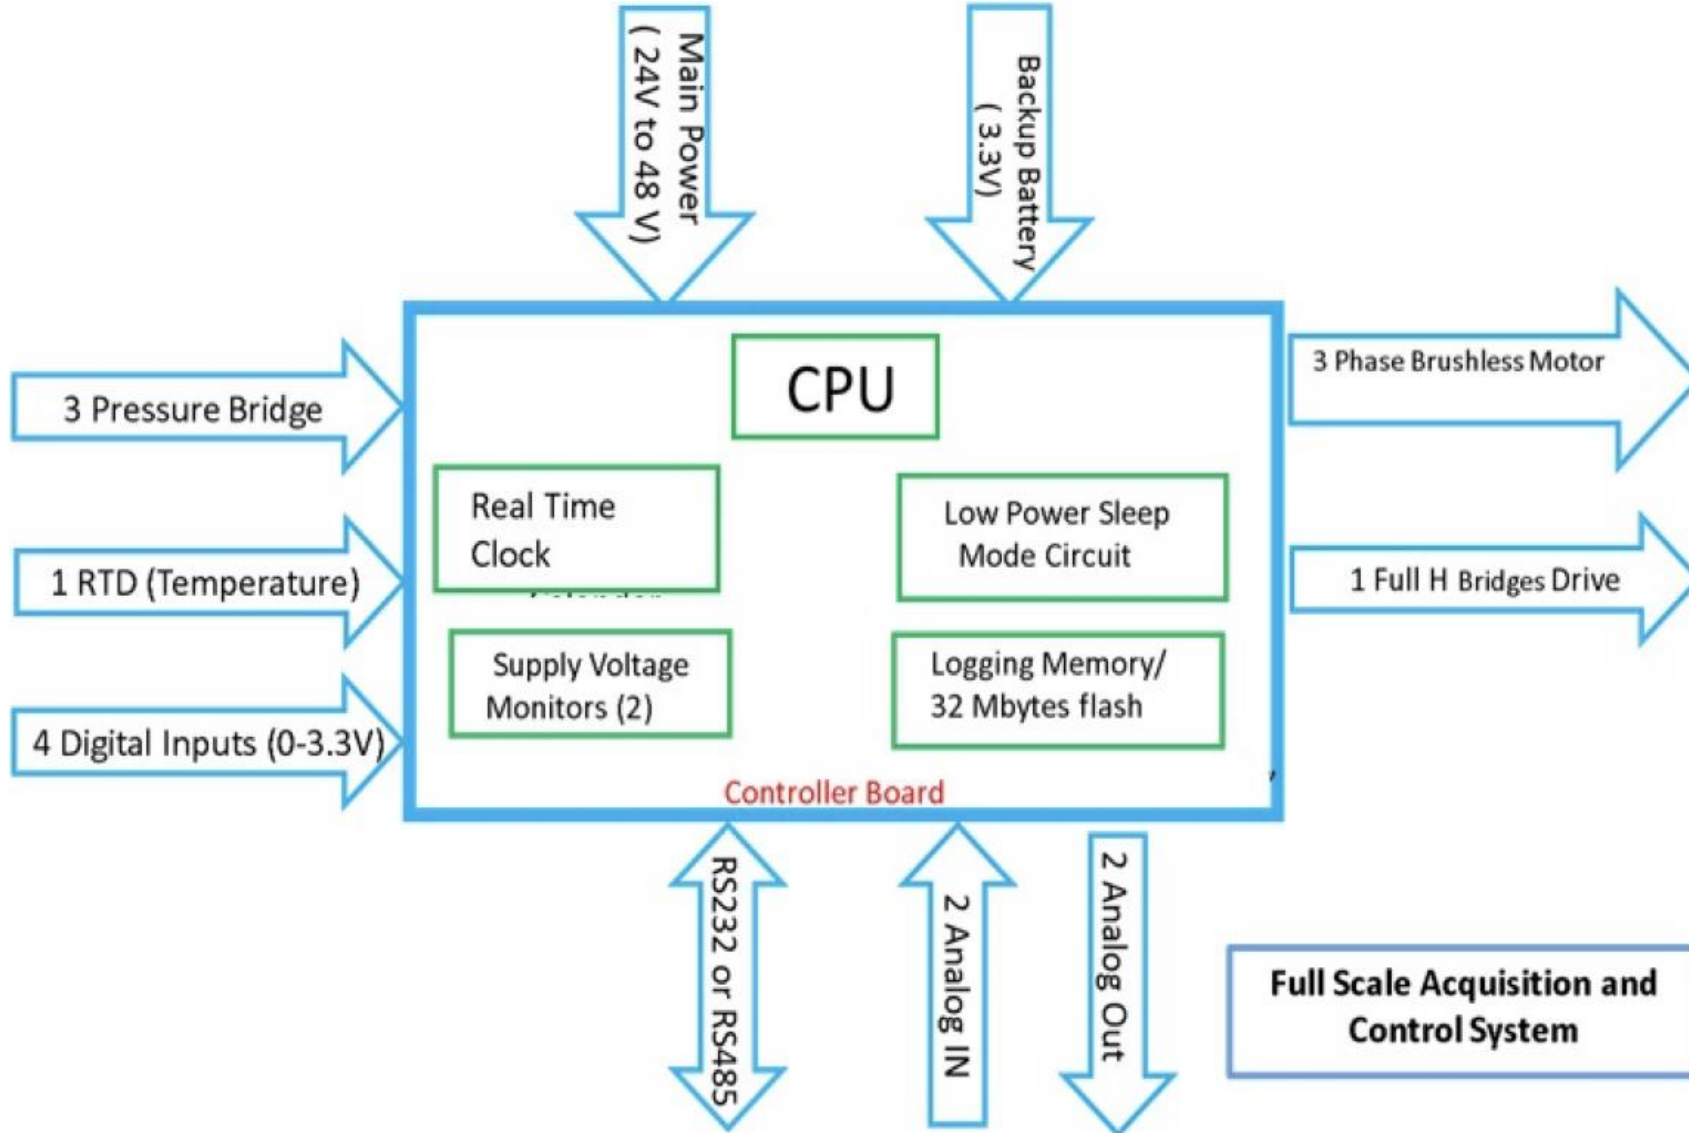 Main Power
( 24V to 48 V)
Backup Battery
( 3.3V)
3 Pressure Bridge
1 RTD (Temperature)
4 Digital Inputs (0-3.3V)
CPU
Real Time
Clock
Low Power Sleep
Mode Circuit
Supply Voltage
Monitors (2)
Logging Memory/
32 Mbytes flash
Controller Board
3 Phase Brushless Motor
1 Full H Bridges Drive
RS232 or RS485
2 Analog IN
2 Analog Out
Full Scale Acquisition and
Control System